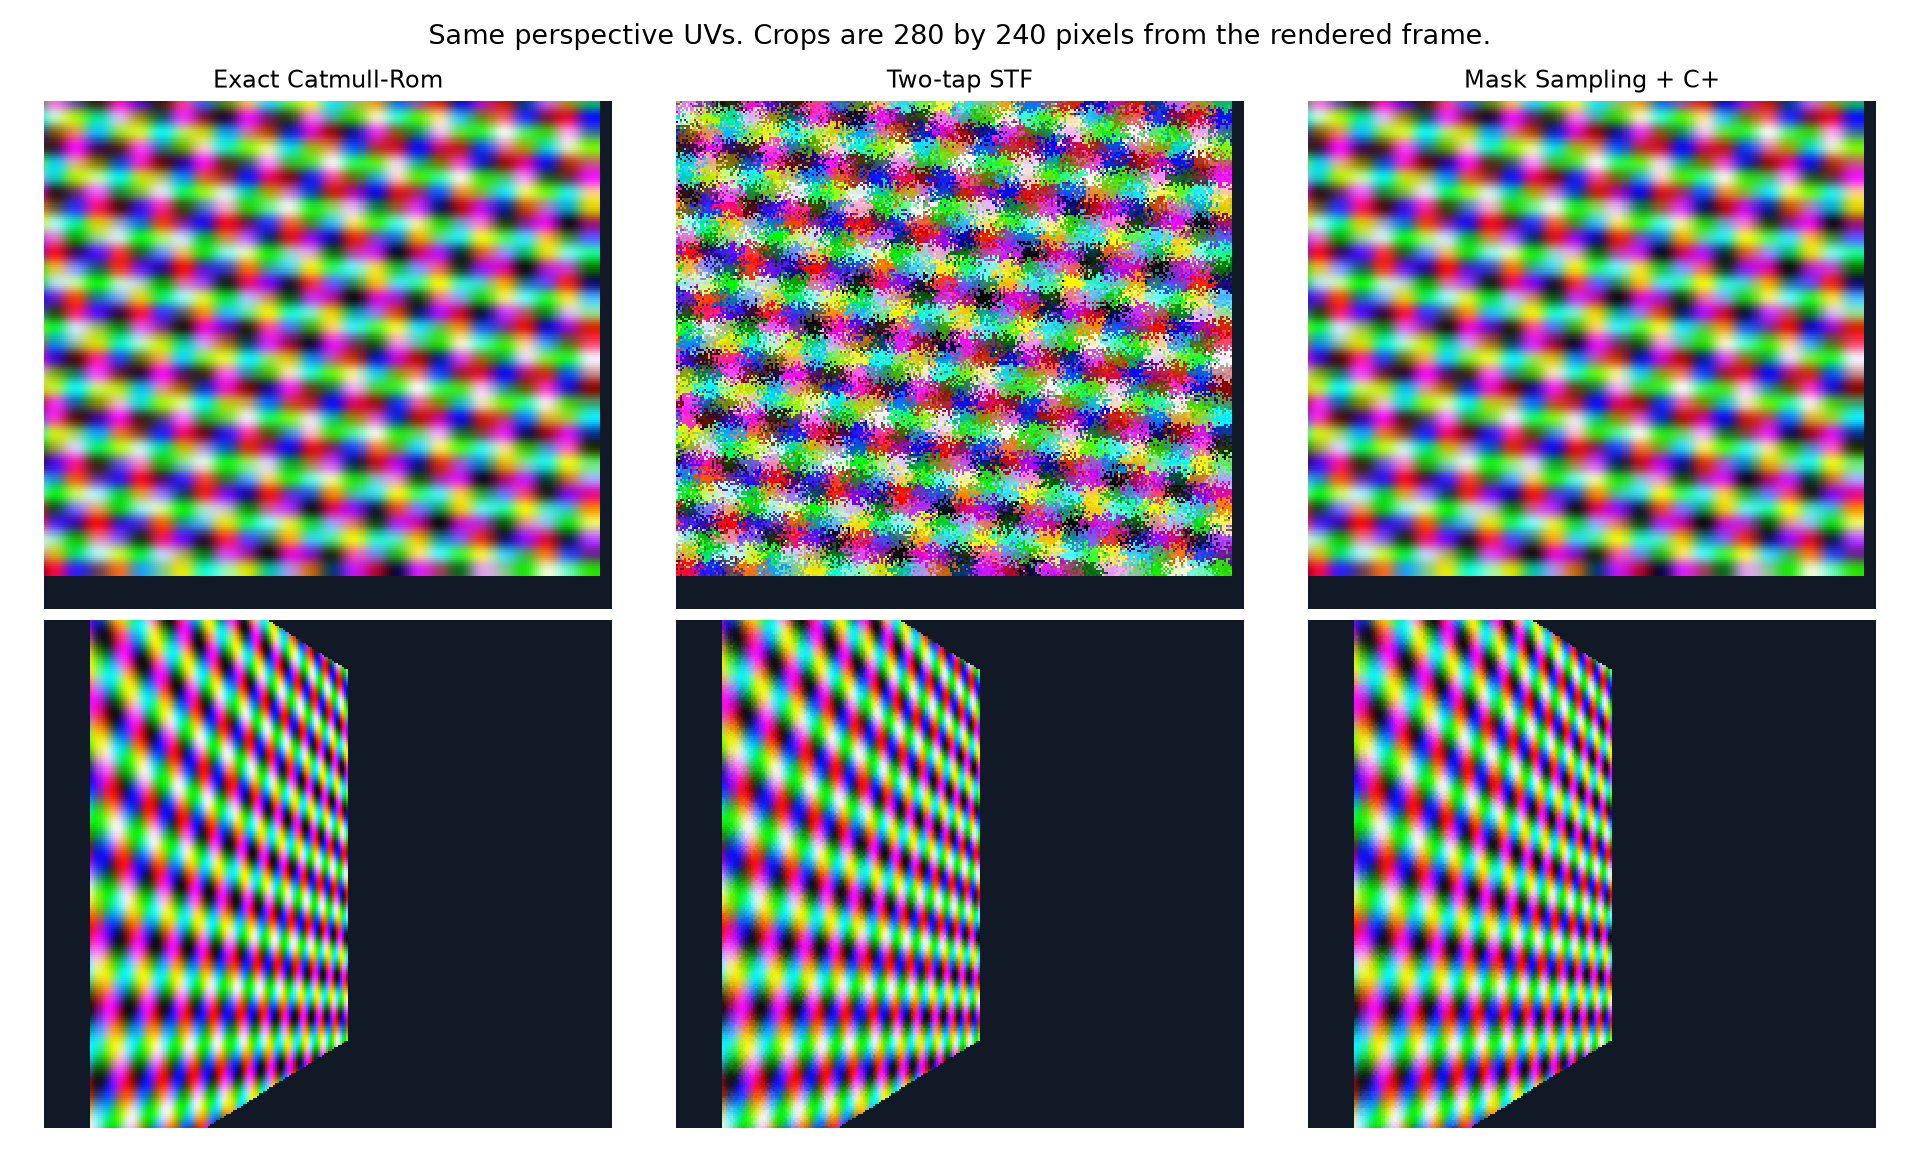 Same perspective UVs. Crops are 280 by 240 pixels from the rendered frame.
Exact Catmull-Rom
Two-tap STF
Mask Sampling + C+